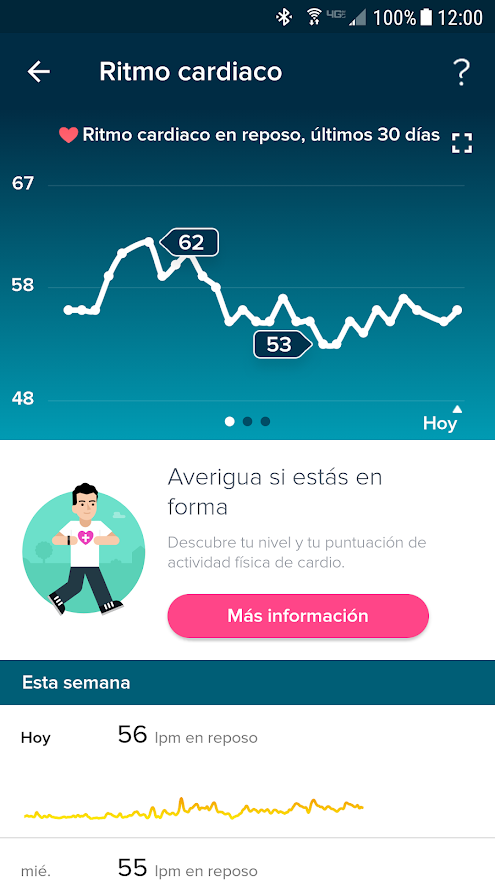 4GE 100% 12:00
Ritmo cardiaco ?
Ritmo cardiaco en reposo, últimos 30 días
67
62
58
53
48
Hoy
Averigua si estás en
forma
Descubre tu nivel y tu puntuación de
actividad física de cardio.
Más información
Esta semana
Hoy 56 lpm en reposo
mié. 55 lpm en reposo